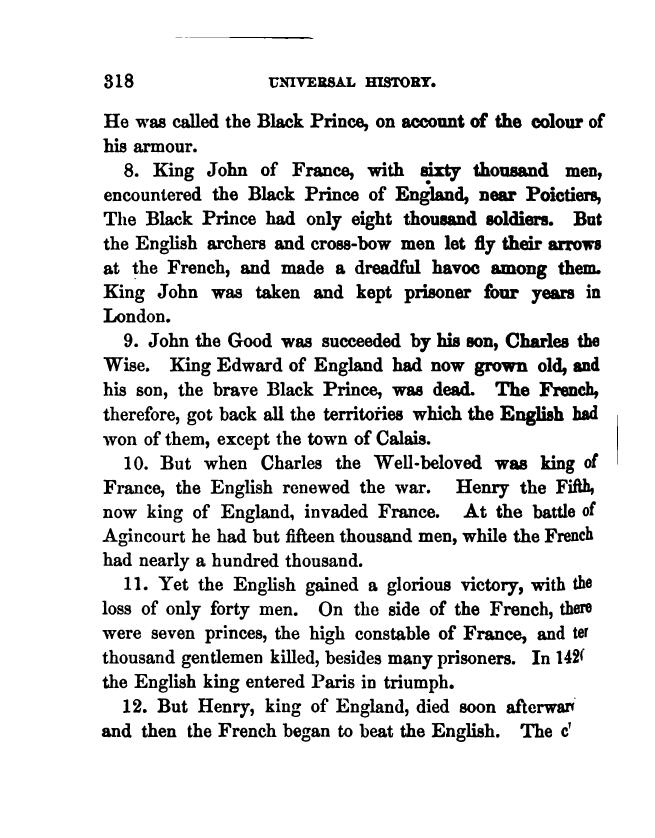 318 UNIVERSAL HISTORY.
He was called the Black Prince, on account of the colour of
his armour.
8. King John of France, with sixty thousand men,
encountered the Black Prince of England, near Poictiers,
The Black Prince had only eight thousand soldiers. But
the English archers and cross-bow men let fly their arrows
at the French, and made a dreadful havoc among them.
King John was taken and kept prisoner four years in
London.
9. John the Good was succeeded by his son, Charles the
Wise. King Edward of England had now grown old, and
his son, the brave Black Prince, was dead. The French,
therefore, got back all the territories which the English had
won of them, except the town of Calais.
10. But when Charles the Well-beloved was king of
France, the English renewed the war. Henry the Fifth,
now king of England, invaded France. At the battle of
Agincourt he had but fifteen thousand men, while the French
had nearly a hundred thousand.
11. Yet the English gained a glorious victory, with the
loss of only forty men. On the side of the French, there
were seven princes, the high constable of France, and
thousand gentlemen killed, besides many prisoners. In
the English king entered Paris in triumph.
12. But Henry, king of England, died soon
and then the French began to beat the English. The